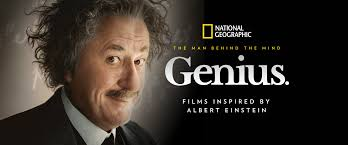 NATIONAL
GEOGRAPHIC
THE MAN BEHIND THE MIND
Genius.
FILMS INSPIRED BY
ALBERT EINSTEIN